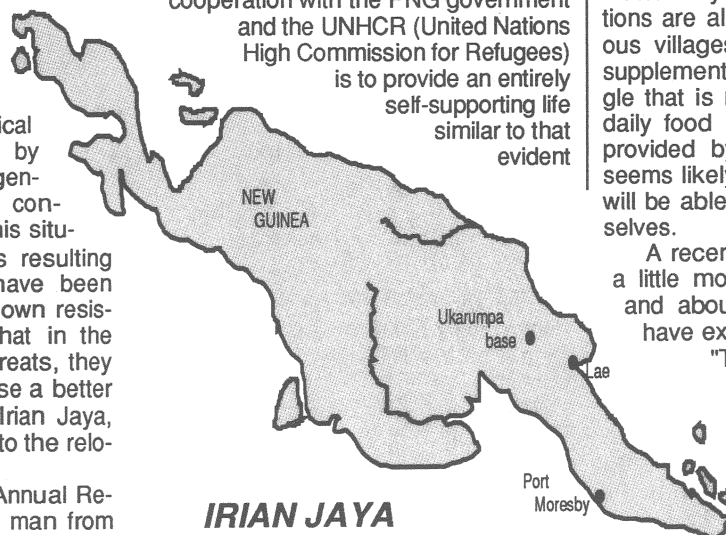 ical
by
gen-
con-
his situ-
s resulting
have been
own resis-
hat in the
reats, they
se a better
Irian Jaya,
to the relo-
Annual Re-
man from
cooperation with the PNG government
and the UNHCR (United Nations
High Commission for Refugees)
is to provide an entirely
self-supporting life
similar to that
evident
NEW
GUINEA
Ukarumpa
base
Lae
Port
Moresby
IRIAN JAYA
tions are al
ous villages
supplement
gle that is
daily food
provided by
seems likely
will be able
selves.
A recen
a little mo
and abou
have ex
"T